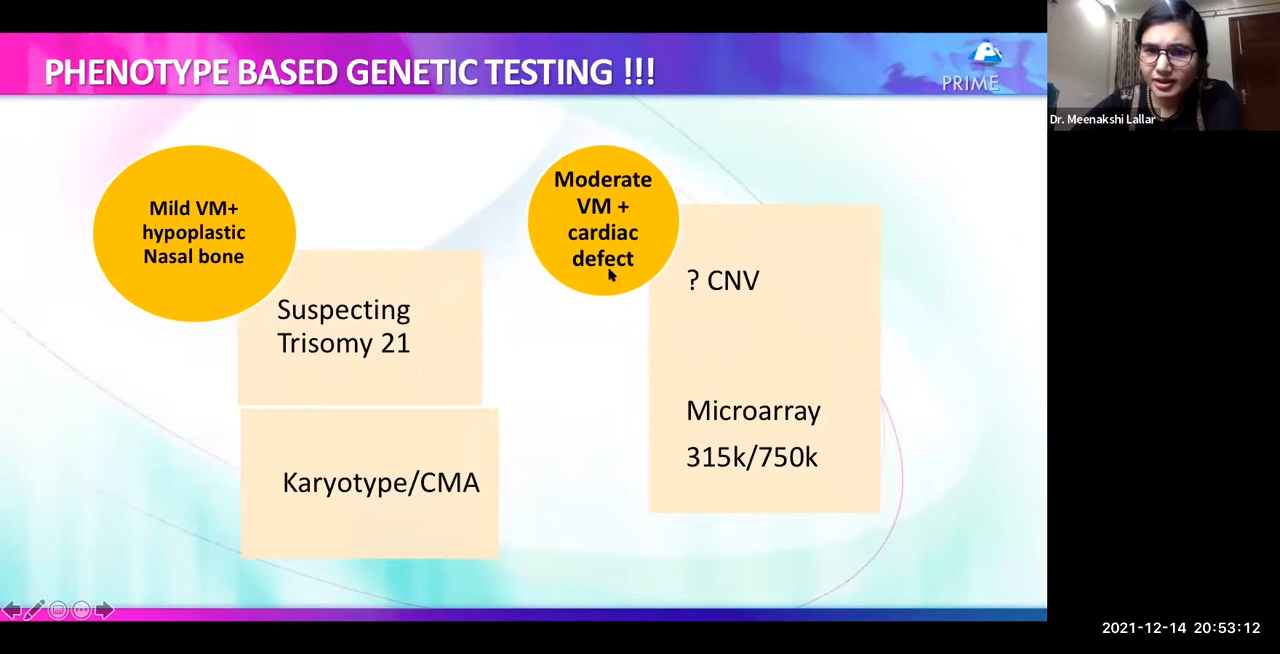 PHENOTYPE BASED GENETIC TESTING !!!
PRIME
Dr. Meenakshi Lallar
Mild VM+
hypoplastic
Nasal bone
Suspecting
Trisomy 21
Karyotype/CMA
Moderate
VM +
cardiac
defect
? CNV
Microarray
315k/750k
2021-12-14 20:53:12